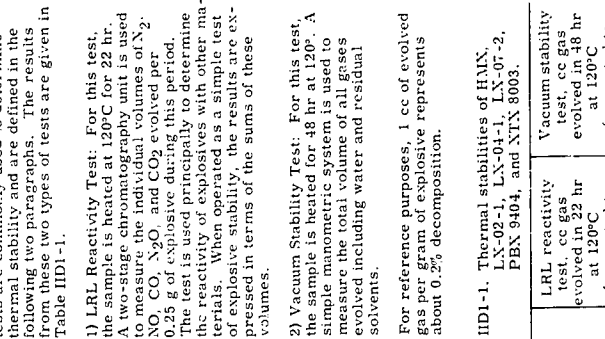 thermal stability and are defined in the
following two paragraphs. The results
from these two types of tests are given in
Table IID1-1.
1) LRL Reactivity Test: For this test,
the sample is heated at 120°C for 22 hr.
A two-stage chromatography unit is used
to measure the individual volumes of N2,
NO, CO, N2O, and CO2 evolved per
0.25 g of explosive during this period.
The test is used principally to determine
the reactivity of explosives with other ma-
terials. When operated as a simple test
of explosive stability, the results are ex-
pressed in terms of the sums of these
volumes.
2) Vacuum Stability Test: For this test,
the sample is heated for 48 hr at 120°. A
simple manometric system is used to
measure the total volume of all gases
evolved including water and residual
solvents.
For reference purposes, 1 cc of evolved
gas per gram of explosive represents
about 0.2% decomposition.
IID1-1. Thermal stabilities of HMX,
LX-02-1, LX-04-1, LX-07-2,
PBX 9404, and XTX 8003.
LRL reactivity
test, cc gas
evolved in 22 hr
at 120°C
Vacuum stability
test, cc gas
evolved in 48 hr
at 120°C